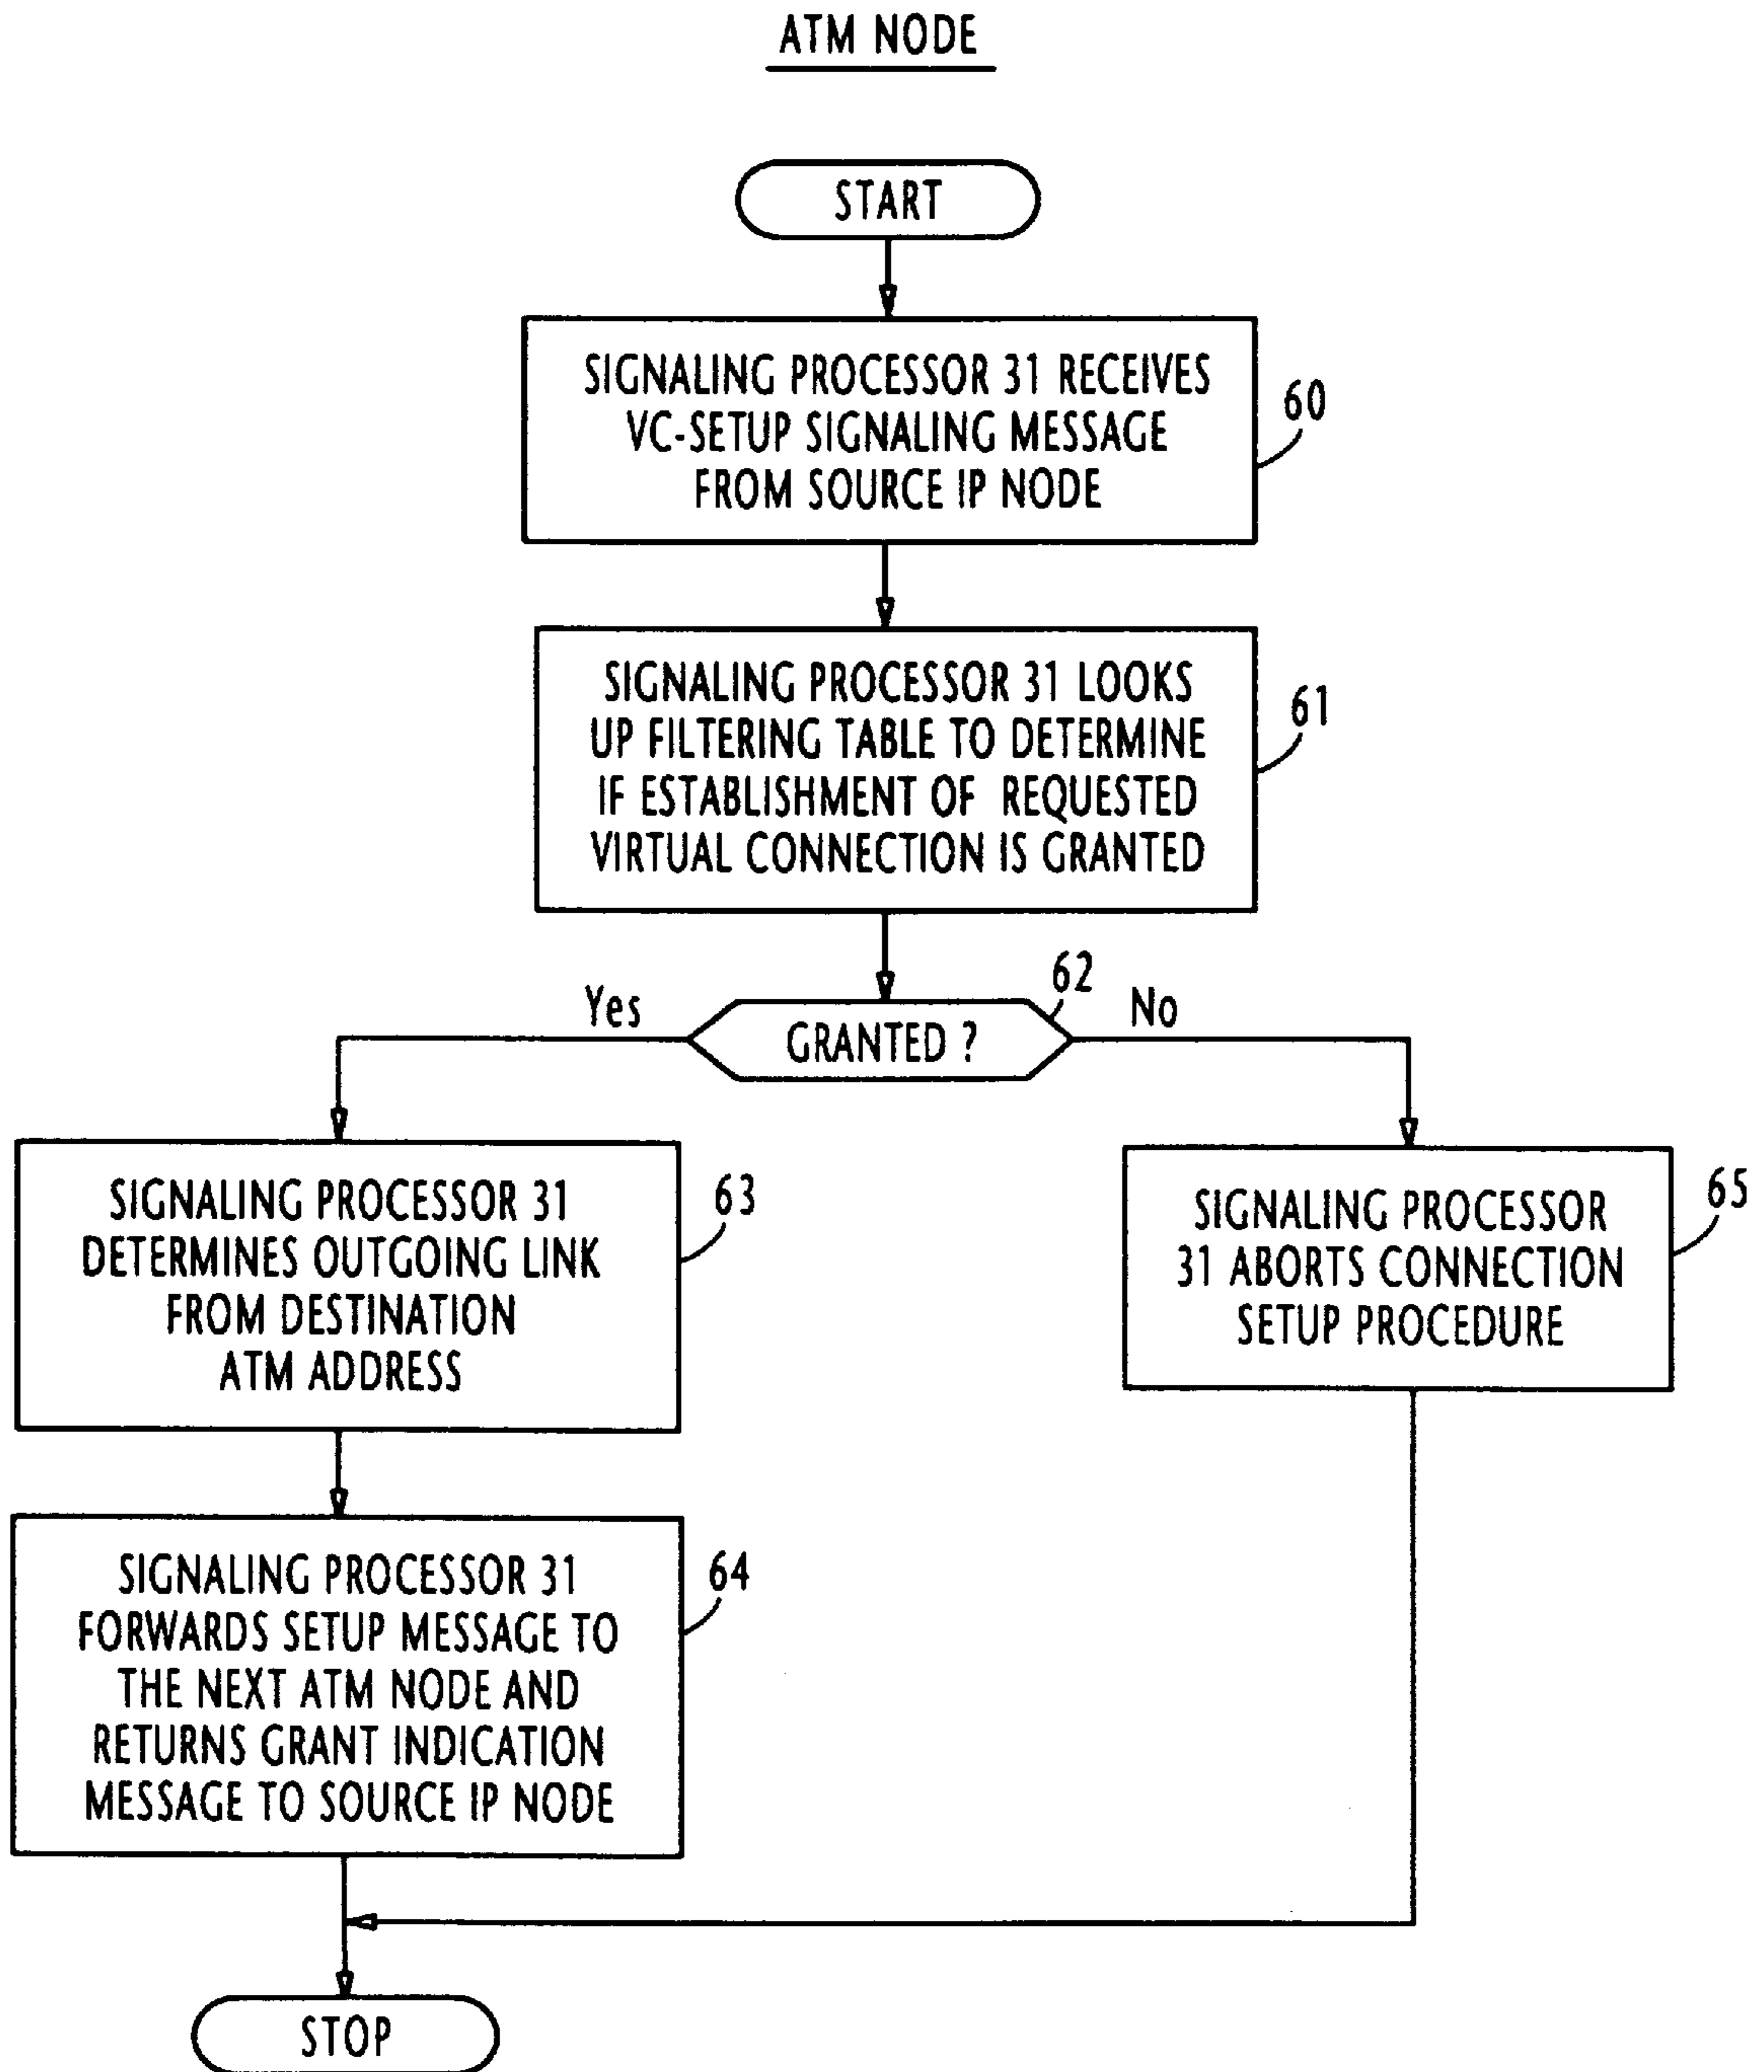 ATM NODE
START
SIGNALING PROCESSOR 31 RECEIVES
VC-SETUP SIGNALING MESSAGE
FROM SOURCE IP NODE
60
SIGNALING PROCESSOR 31 LOOKS
UP FILTERING TABLE TO DETERMINE
IF ESTABLISHMENT OF REQUESTED
VIRTUAL CONNECTION IS GRANTED
61
62
Yes
GRANTED ?
No
SIGNALING PROCESSOR 31
DETERMINES OUTGOING LINK
FROM DESTINATION
ATM ADDRESS
63
SIGNALING PROCESSOR
31 ABORTS CONNECTION
SETUP PROCEDURE
65
SIGNALING PROCESSOR 31
FORWARDS SETUP MESSAGE TO
THE NEXT ATM NODE AND
RETURNS GRANT INDICATION
MESSAGE TO SOURCE IP NODE
64
STOP